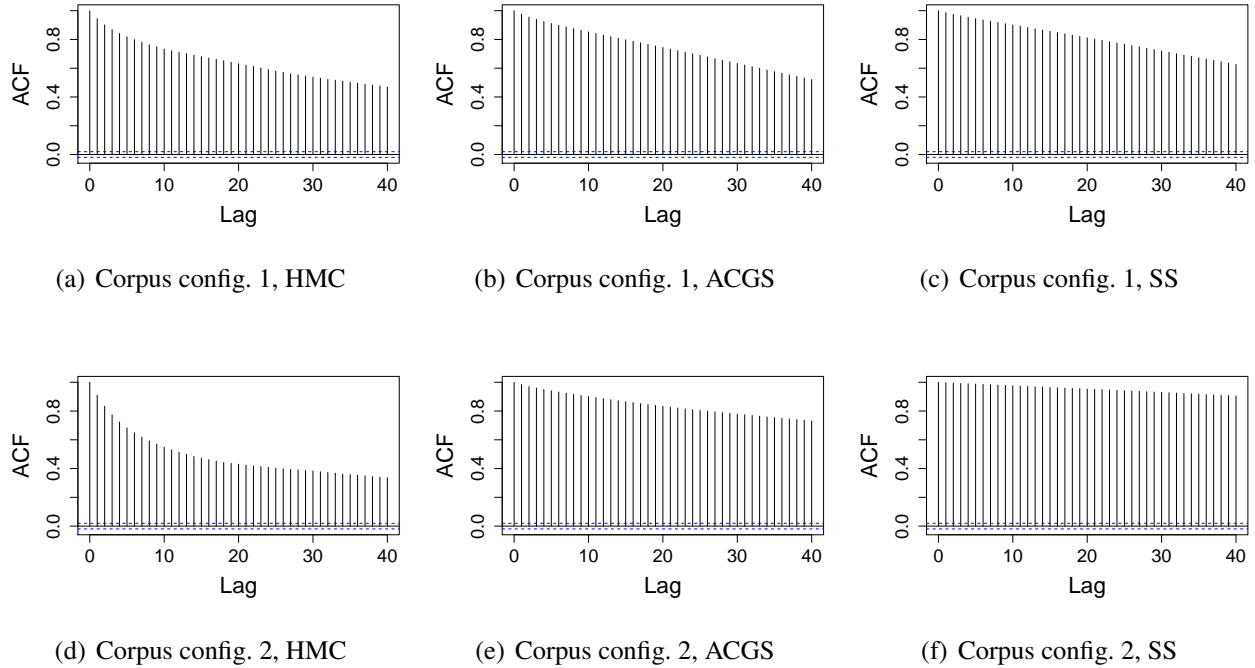 ACF
0.0 0.4 0.8
0 10 20 30 40
Lag
(a) Corpus config. 1, HMC
ACF
0.0 0.4 0.8
0 10 20 30 40
Lag
(b) Corpus config. 1, ACGS
ACF
0.0 0.4 0.8
0 10 20 30 40
Lag
(c) Corpus config. 1, SS
ACF
0.0 0.4 0.8
0 10 20 30 40
Lag
(d) Corpus config. 2, HMC
ACF
0.0 0.4 0.8
0 10 20 30 40
Lag
(e) Corpus config. 2, ACGS
ACF
0.0 0.4 0.8
0 10 20 30 40
Lag
(f) Corpus config. 2, SS